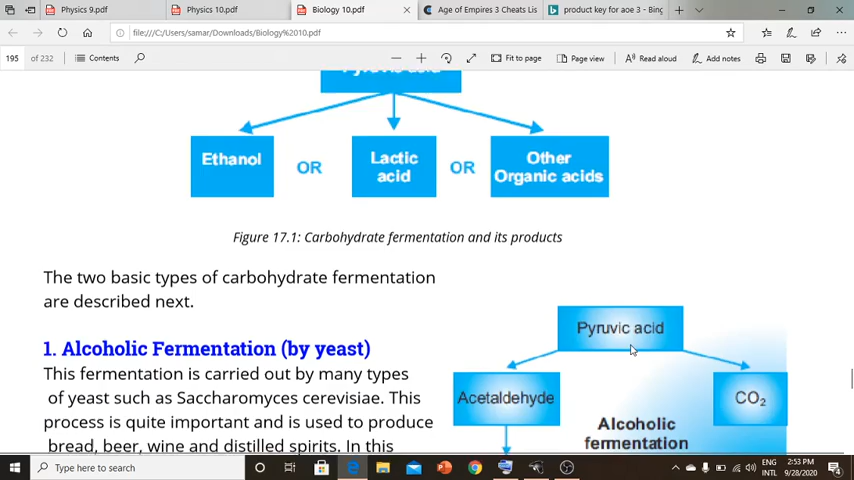 Physics 9.pdf
Physics 10.pdf
Biology 10.pdf
Age of Empires 3 Cheats Lis
product key for aoe 3 - Bing
file:///C:/Users/samar/Downloads/Biology%2010.pdf
195 of 232
Contents
Fit to page
Page view
Read aloud
Add notes
Pyruvic acid
Ethanol
OR
Lactic
acid
OR
Other
Organic acids
Figure 17.1: Carbohydrate fermentation and its products
The two basic types of carbohydrate fermentation
are described next.
1. Alcoholic Fermentation (by yeast)
This fermentation is carried out by many types
of yeast such as Saccharomyces cerevisiae. This
process is quite important and is used to produce
bread, beer, wine and distilled spirits. In this
Pyruvic acid
Acetaldehyde
CO₂
Alcoholic
fermentation
Type here to search
ENG
INTL
2:53 PM
9/28/2020
4